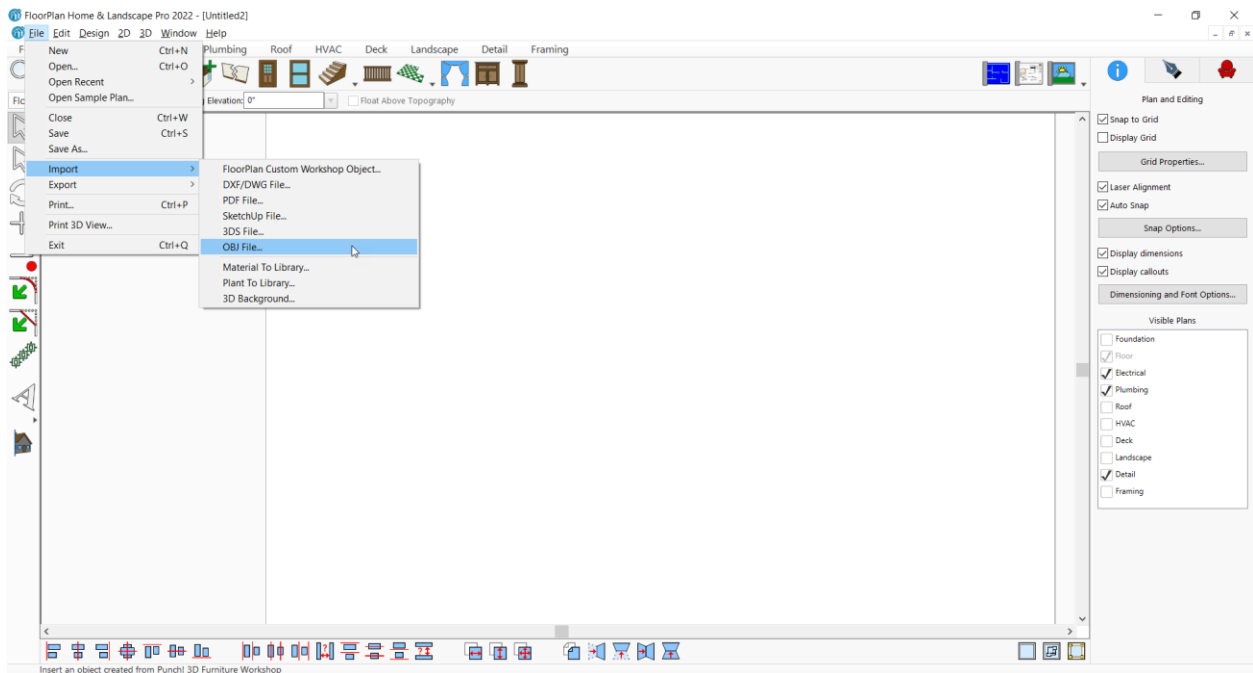 FloorPlan Home & Landscape Pro 2022 - [Untitled2]
File Edit Design 2D 3D Window Help
Plumbing Roof HVAC Deck Landscape Detail Framing
New Ctrl+N
Open... Ctrl+O
Open Recent >
Open Sample Plan...
Close Ctrl+W
Save Ctrl+S
Save As...
Import >
Export >
Print... Ctrl+P
Print 3D View...
Exit Ctrl+Q
FloorPlan Custom Workshop Object...
DXF/DWG File...
PDF File...
SketchUp File...
3DS File...
OBJ File...
Material To Library...
Plant To Library...
3D Background...
Elevation: 0" Float Above Topography
Plan and Editing
Snap to Grid
Display Grid
Grid Properties...
Laser Alignment
Auto Snap
Snap Options...
Display dimensions
Display callouts
Dimensioning and Font Options...
Visible Plans
Foundation
Floor
Electrical
Plumbing
Roof
HVAC
Deck
Landscape
Detail
Framing
Insert an object created from Punch! 3D Furniture Workshop